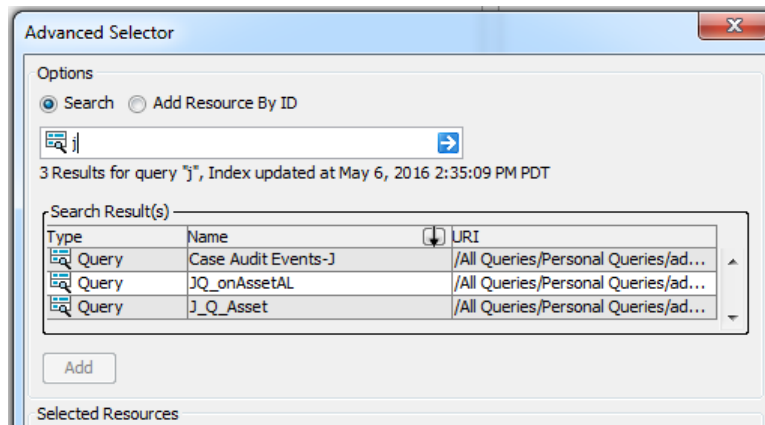 Advanced Selector
Options
Search Add Resource By ID
j
3 Results for query "j", Index updated at May 6, 2016 2:35:09 PM PDT
Search Result(s)
Type Name URI
Query Case Audit Events-J /All Queries/Personal Queries/ad...
Query JQ_onAssetAL /All Queries/Personal Queries/ad...
Query J_Q_Asset /All Queries/Personal Queries/ad...
Add
Selected Resources